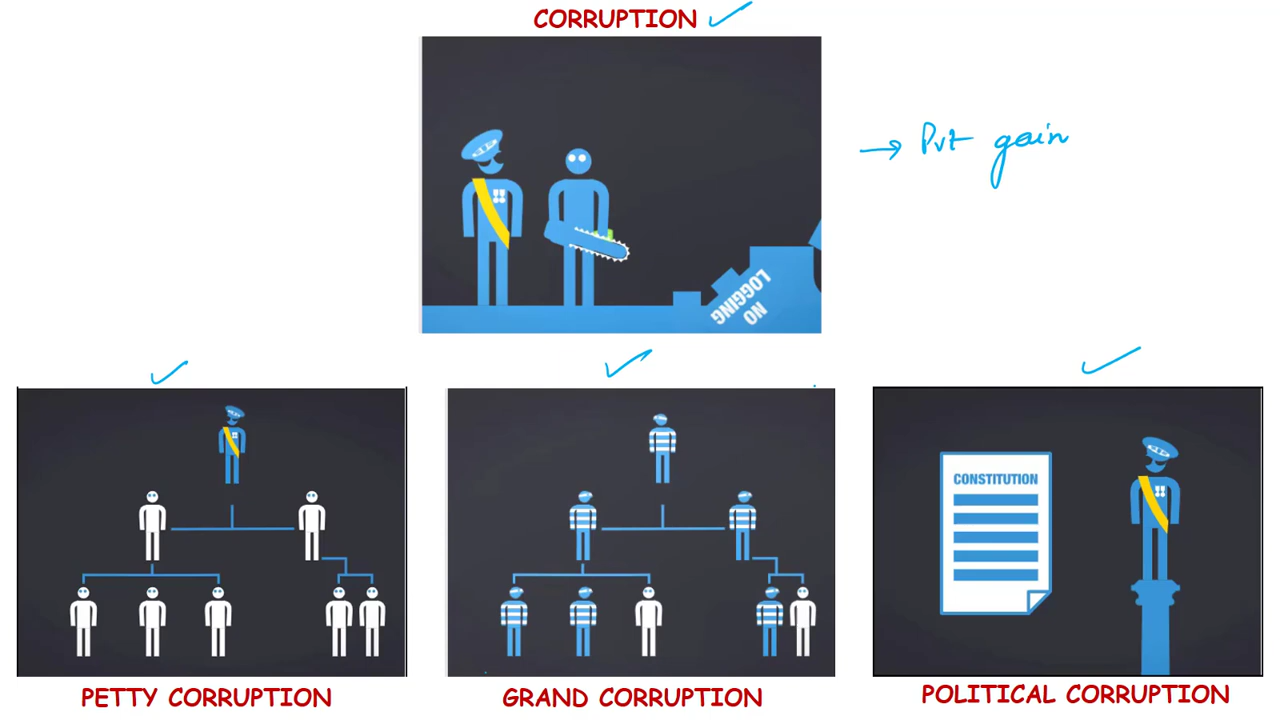 CORRUPTION
→ Pvt gain
NO
LOGGING
CONSTITUTION
PETTY CORRUPTION
GRAND CORRUPTION
POLITICAL CORRUPTION